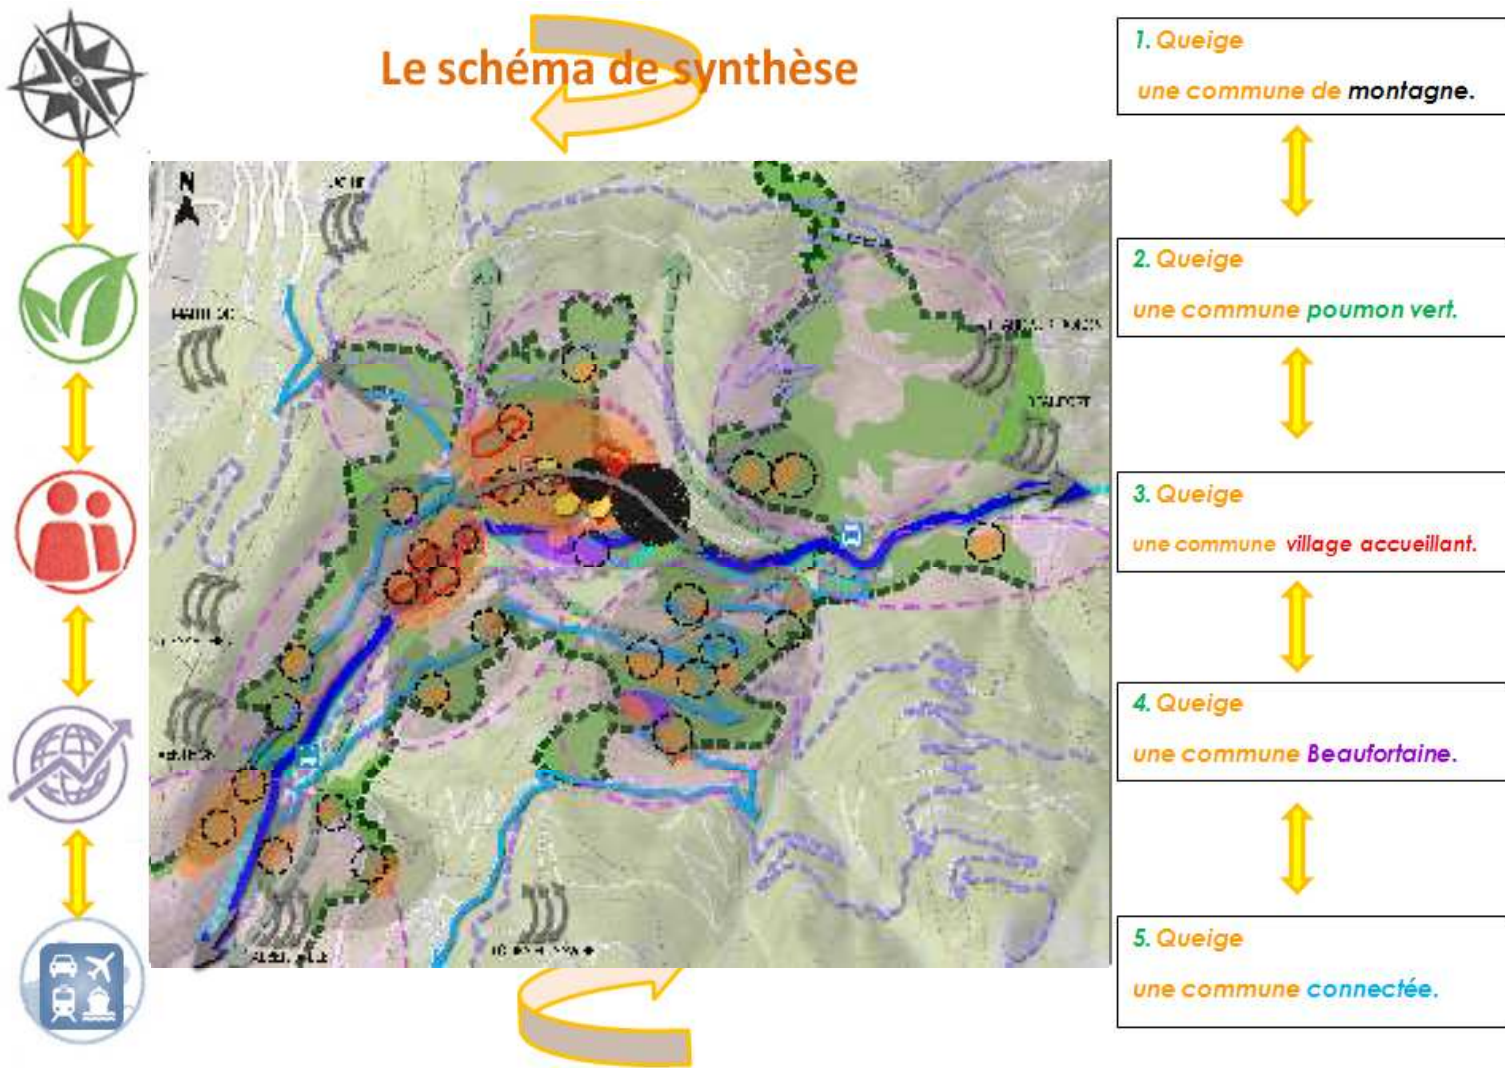 Le schéma de synthèse
1. Queige
une commune de montagne.
2. Queige
une commune poumon vert.
3. Queige
une commune village accueillant.
4. Queige
une commune Beaufortaine.
5. Queige
une commune connectée.
N